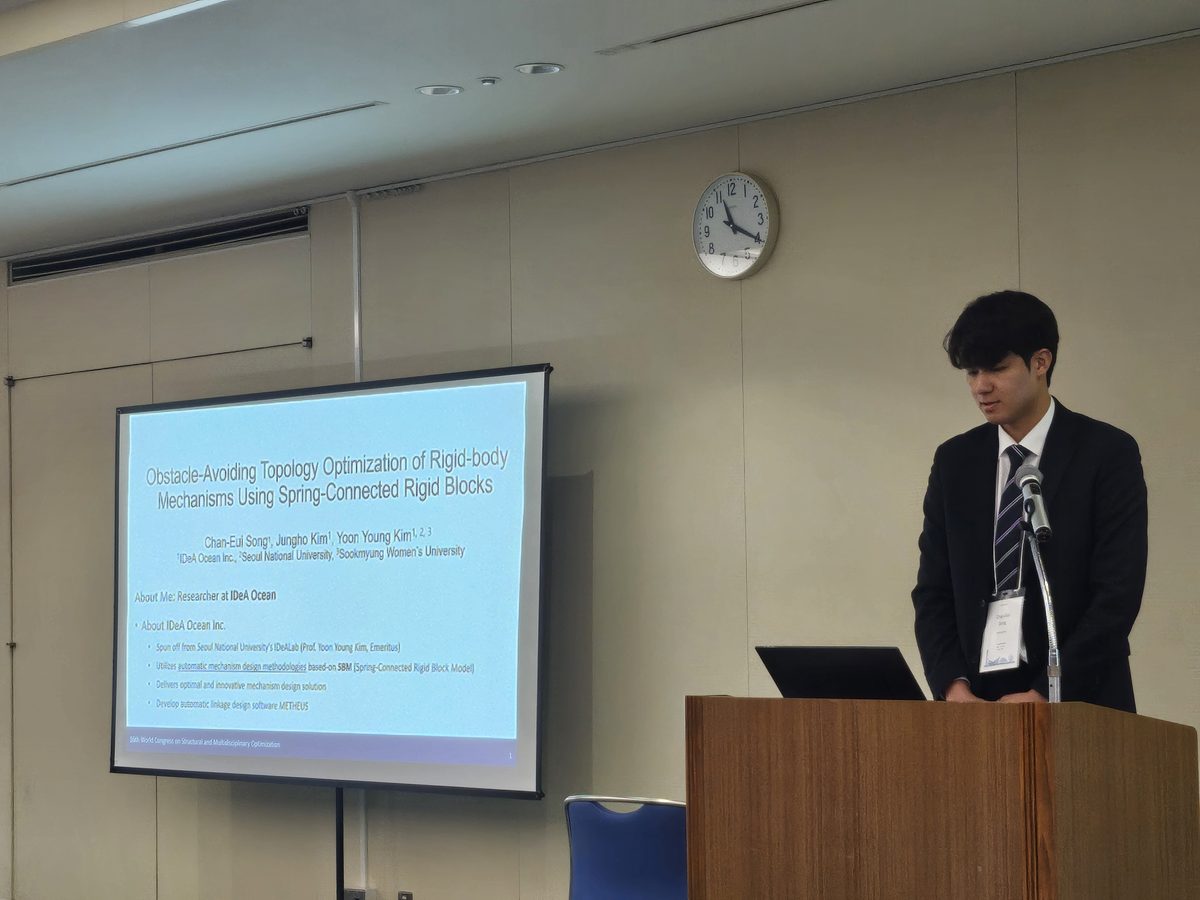 11 12 1
10 2
9 3
8 4
7 6 5
Obstacle-Avoiding Topology Optimization of Rigid-body
Mechanisms Using Spring-Connected Rigid Blocks
Chan-Eui Song¹, Jungho Kim¹, Yoon Young Kim¹, ², ³
¹IDeA Ocean Inc., ²Seoul National University, ³Sookmyung Women's University
About Me: Researcher at IDeA Ocean
• About IDeA Ocean Inc.
• Spun off from Seoul National University's IDeALab (Prof. Yoon Young Kim, Emeritus)
• Utilizes automatic mechanism design methodologies based-on SBM (Spring-Connected Rigid Block Model)
• Delivers optimal and innovative mechanism design solution
• Develop automatic linkage design software METHEUS
16th World Congress on Structural and Multidisciplinary Optimization
1
Song